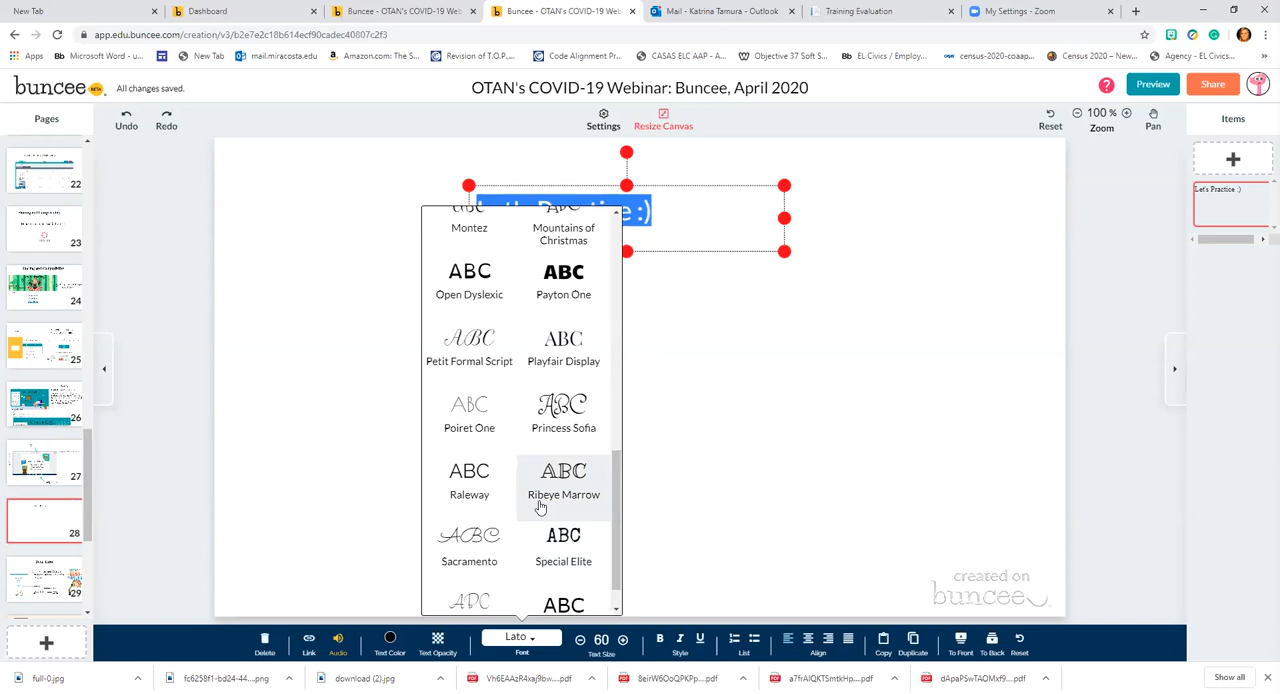 New Tab
Dashboard
Buncee - OTAN's COVID-19 Web
Buncee - OTAN's COVID-19 Web
Mail - Katrina Tamura - Outlook
Training Evaluation
My Settings - Zoom
app.edu.buncee.com/creation/v3/b2e7e2c18b614ecf90cadec40807c2f3
Apps
Bb Microsoft Word - u...
New Tab
mail.miracosta.edu
Amazon.com: The S...
Revision of T.O.P.,...
Code Alignment Pr...
CASAS ELC AAP - A...
Objective 37 Soft S...
EL Civics / Employ...
census-2020-coaap...
Census 2020 – New...
Agency - EL Civics...
buncee BETA
All changes saved.
OTAN's COVID-19 Webinar: Buncee, April 2020
Preview
Share
Pages
Undo
Redo
Settings
Resize Canvas
Reset
100 %
Zoom
Pan
Items
22
23
24
25
26
27
28
29
Let's Practice :)
Let's Practice :)
ABC ABC
Montez
Mountains of Christmas
ABC ABC
Open Dyslexic
Payton One
ABC ABC
Petit Formal Script
Playfair Display
ABC ABC
Poiret One
Princess Sofia
ABC ABC
Raleway
Ribeye Marrow
ABC ABC
Sacramento
Special Elite
ABC ABC
created on
buncee
Delete
Link
Audio
Text Color
Text Opacity
Lato
Font
60
Text Size
B I U
Style
List
Align
Copy
Duplicate
To Front
To Back
Reset
full-0.jpg
fc6258f1-bd24-44....png
download (2).jpg
Vh6EAAzR4xaj9bw....pdf
8eirW6OoQPKPp....pdf
a7frAIQKTSmtkHp....pdf
dApaPSwTAOMxf9....pdf
Show all